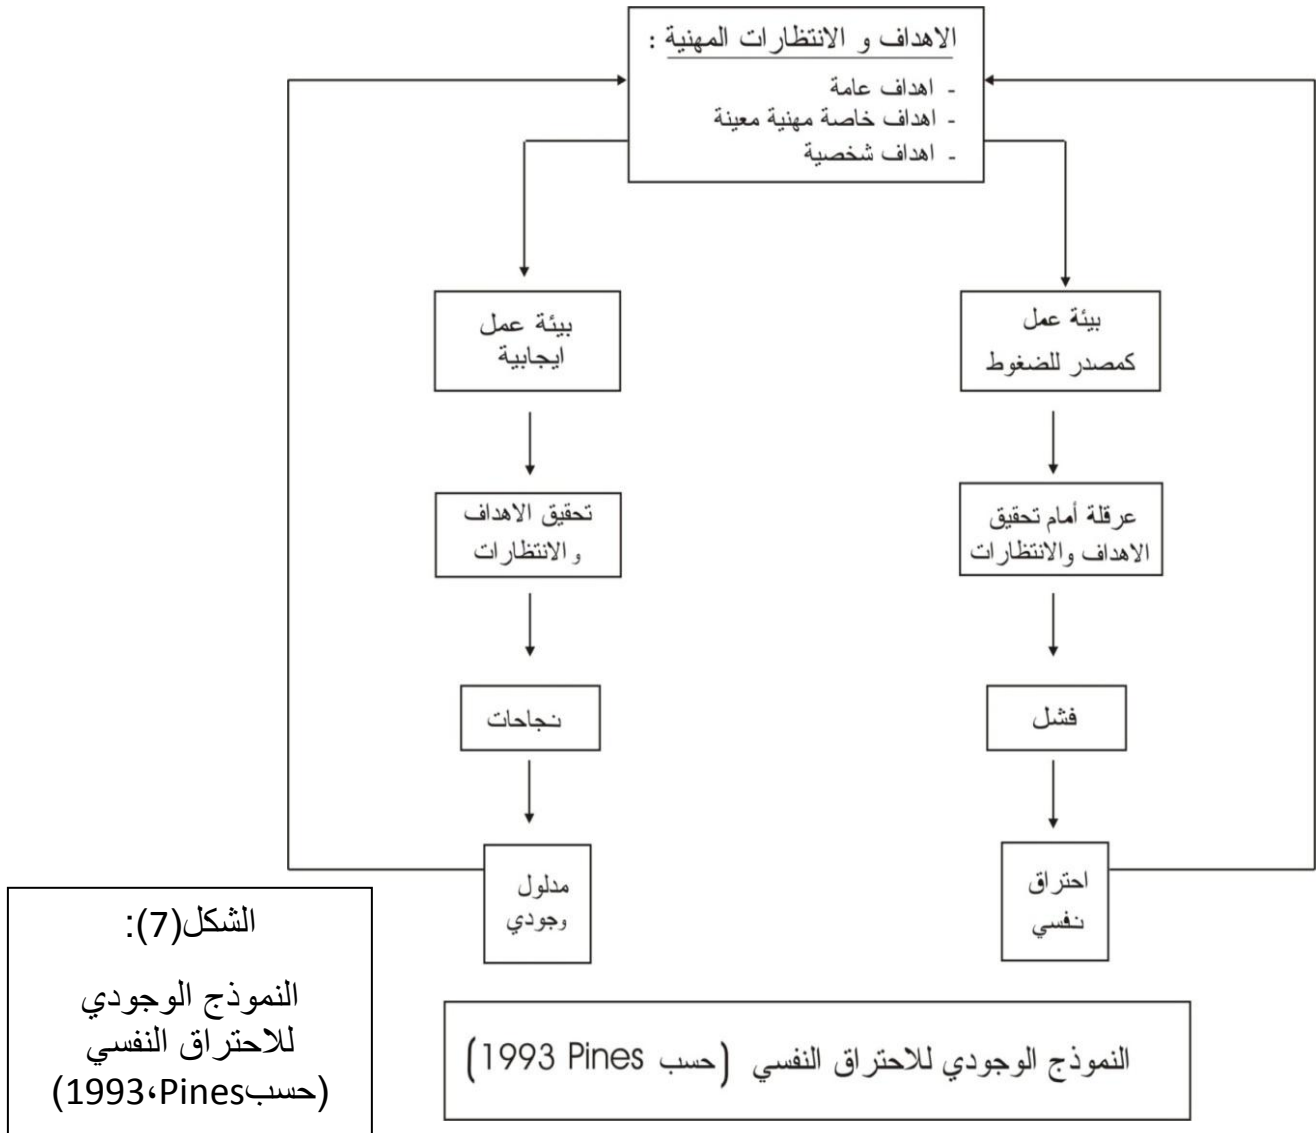 الاهداف و الانتظارات المهنية :
- اهداف عامة
- اهداف خاصة مهنية معينة
- اهداف شخصية
بيئة عمل
كمصدر للضغوط
عرقلة أمام تحقيق
الاهداف والانتظارات
فشل
احتراق
نفسي
بيئة عمل
ايجابية
تحقيق الاهداف
والانتظارات
نجاحات
مدلول
وجودي
النموذج الوجودي للاحتراق النفسي (حسب Pines 1993)
الشكل(7):
النموذج الوجودي
للاحتراق النفسي
(حسبPines،1993)